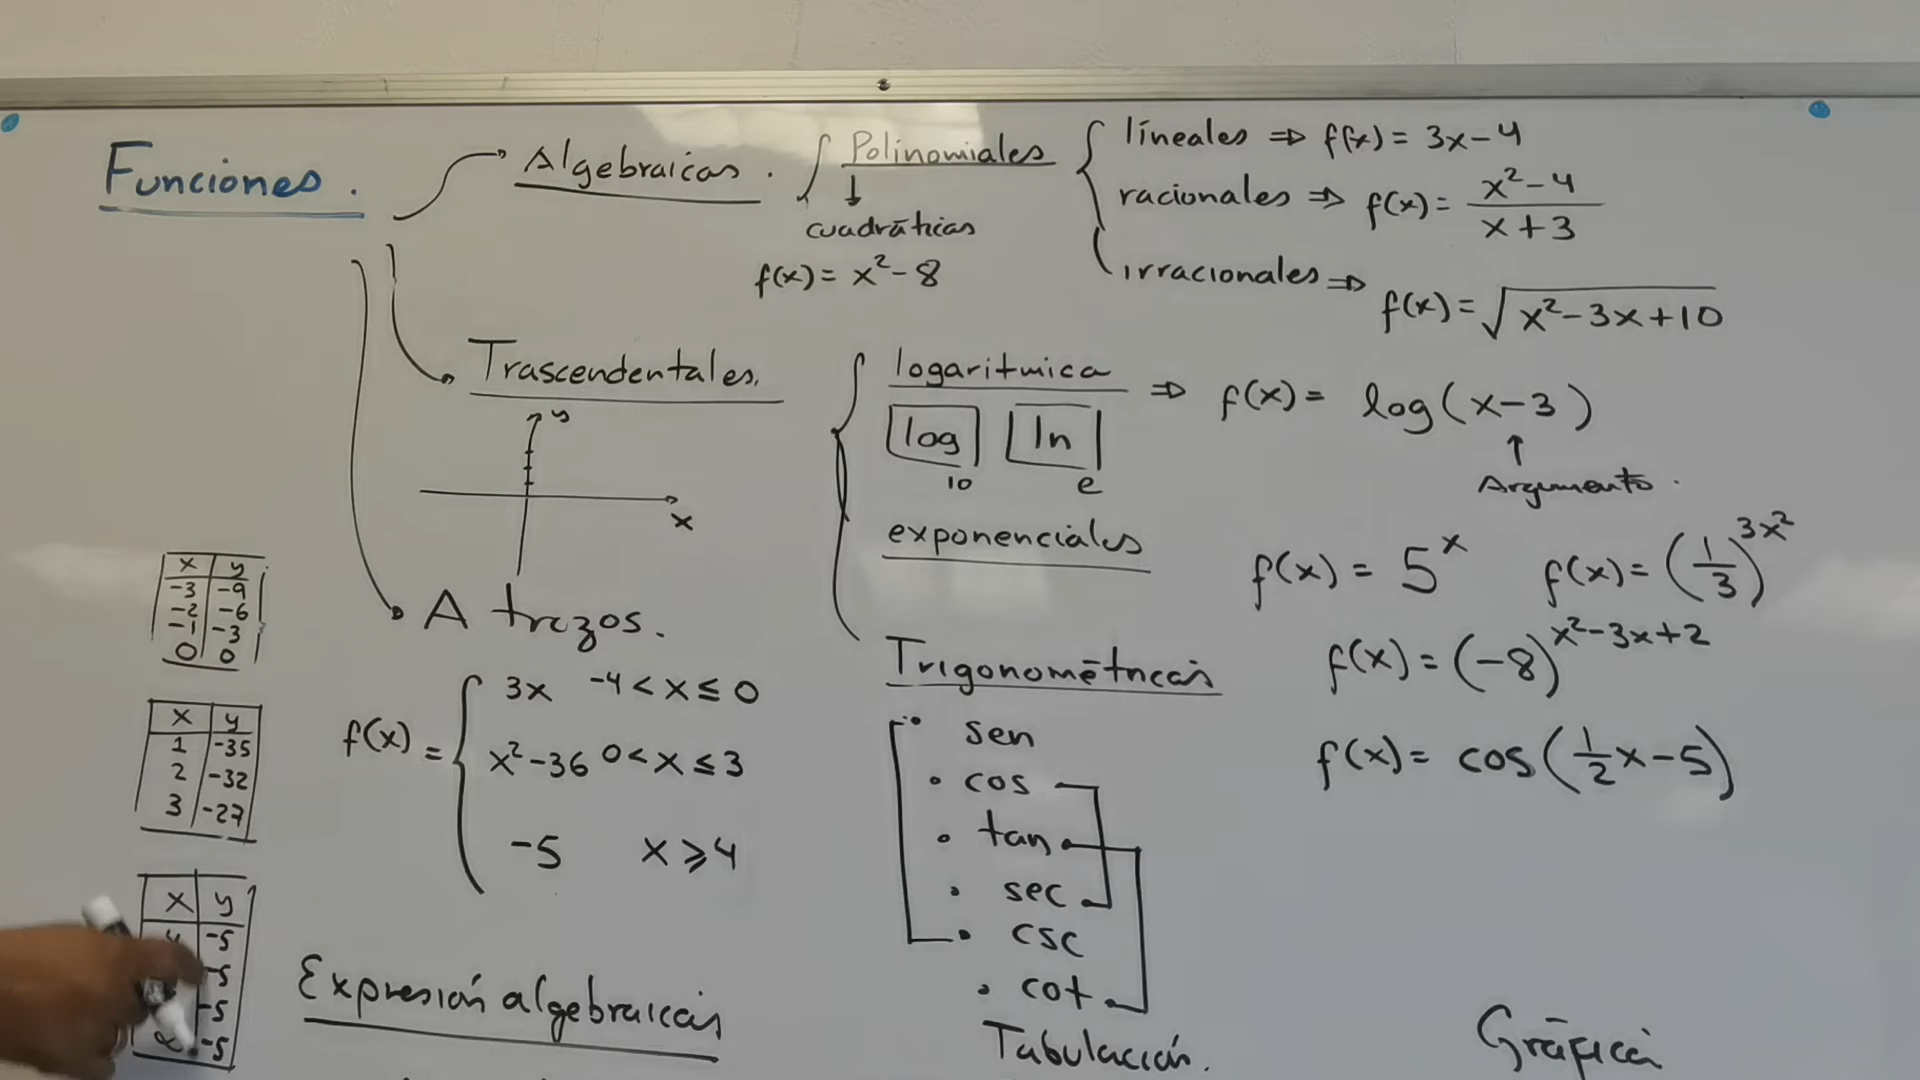 Funciones.
Algebraicas.
Polinomiales
cuadráticas
f(x) = x² - 8
líneales ⇒ f(x) = 3x - 4
racionales ⇒ f(x) = (x² - 4) / (x + 3)
irracionales ⇒ f(x) = √(x² - 3x + 10)
Trascendentales.
y
x
logaritmica ⇒ f(x) = log(x - 3)
log ln
10 e
Argumento.
exponenciales
f(x) = 5^x f(x) = (1/3)^3x²
f(x) = (-8)^x² - 3x + 2
Trigonométricas
f(x) = cos(1/2 x - 5)
sen
cos
tan
sec
csc
cot
A trozos.
f(x) =
3x -4 < x ≤ 0
x² - 36 0 < x ≤ 3
-5 x ⩾ 4
x y
-3 -9
-2 -6
-1 -3
0 0
x y
1 -35
2 -32
3 -27
x y
-5
-5
-5
-5
Expresión algebraicas
Tabulación.
Gráfica